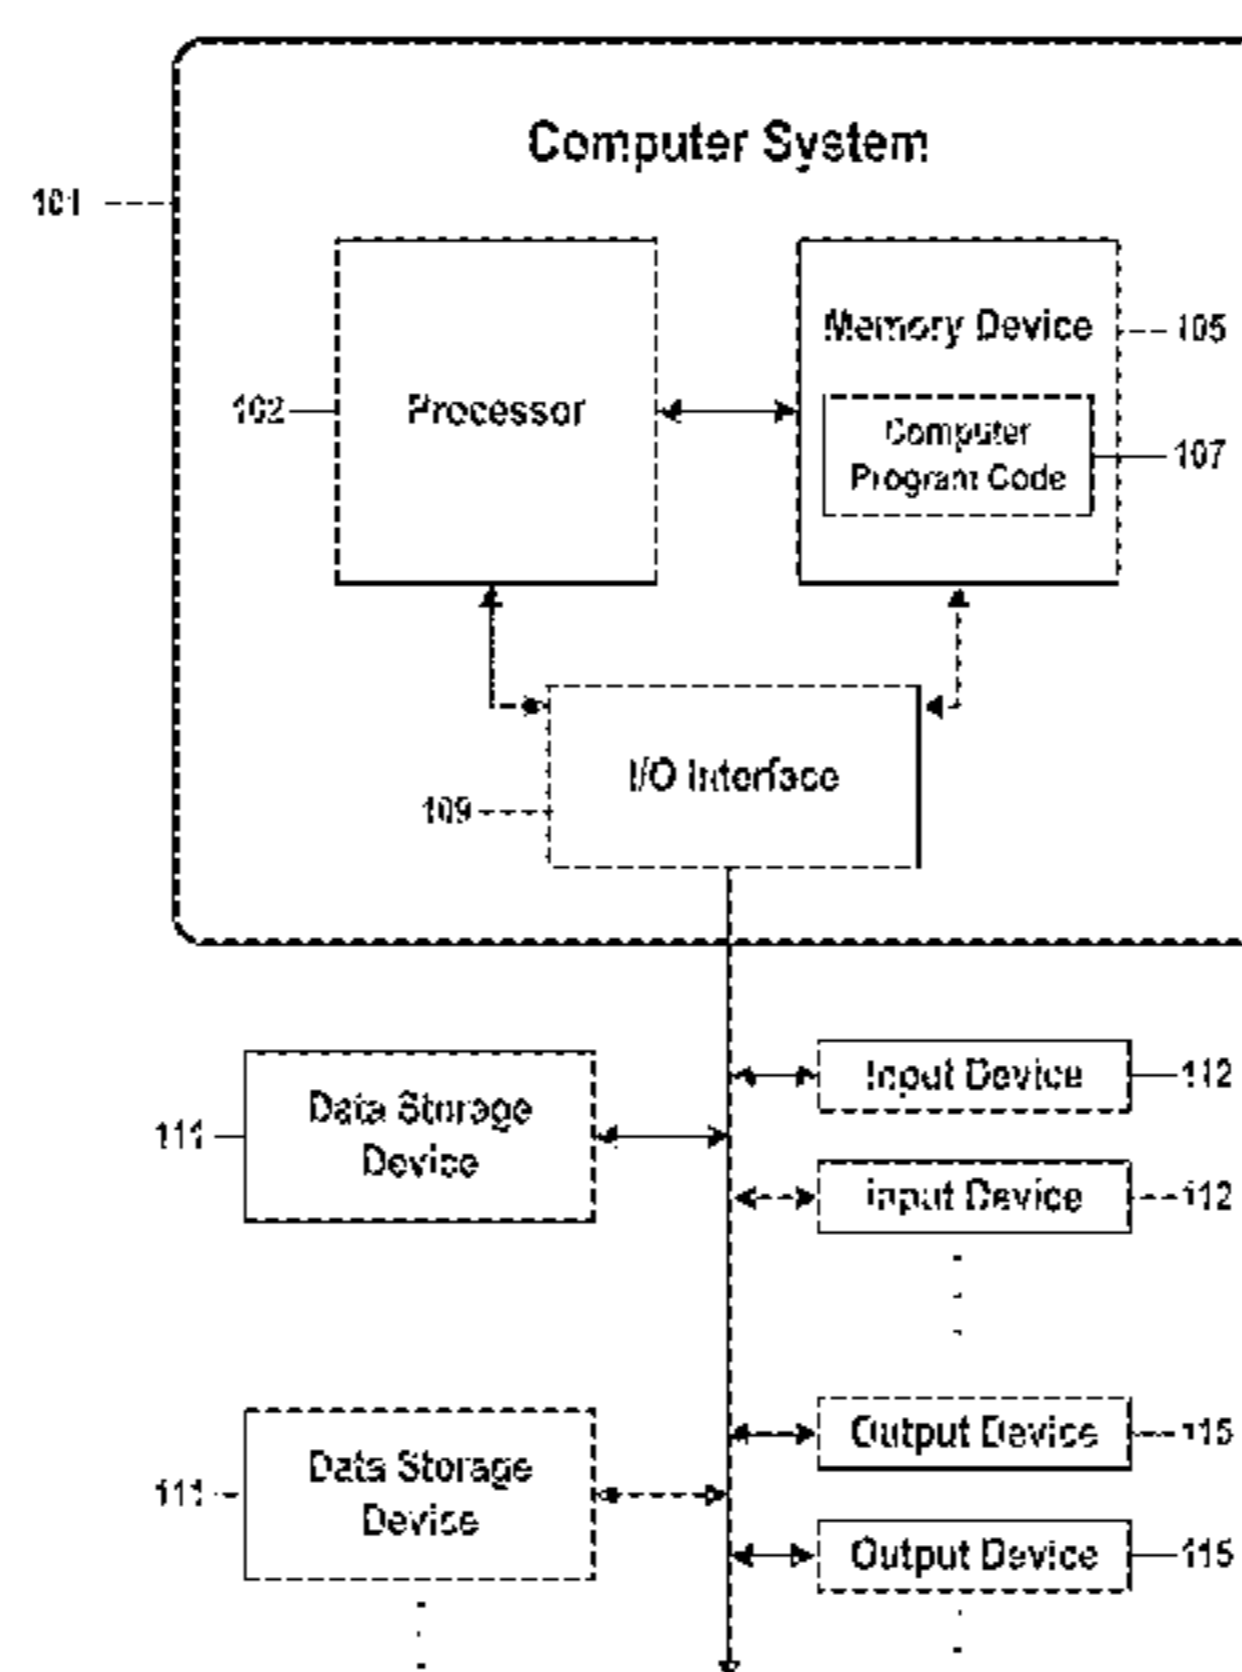 Computer System
101
Processor
102
Memory Device
105
Computer
Program Code
107
I/O Interface
109
Data Storage
Device
111
Input Device
112
Input Device
112
Data Storage
Device
111
Output Device
115
Output Device
115